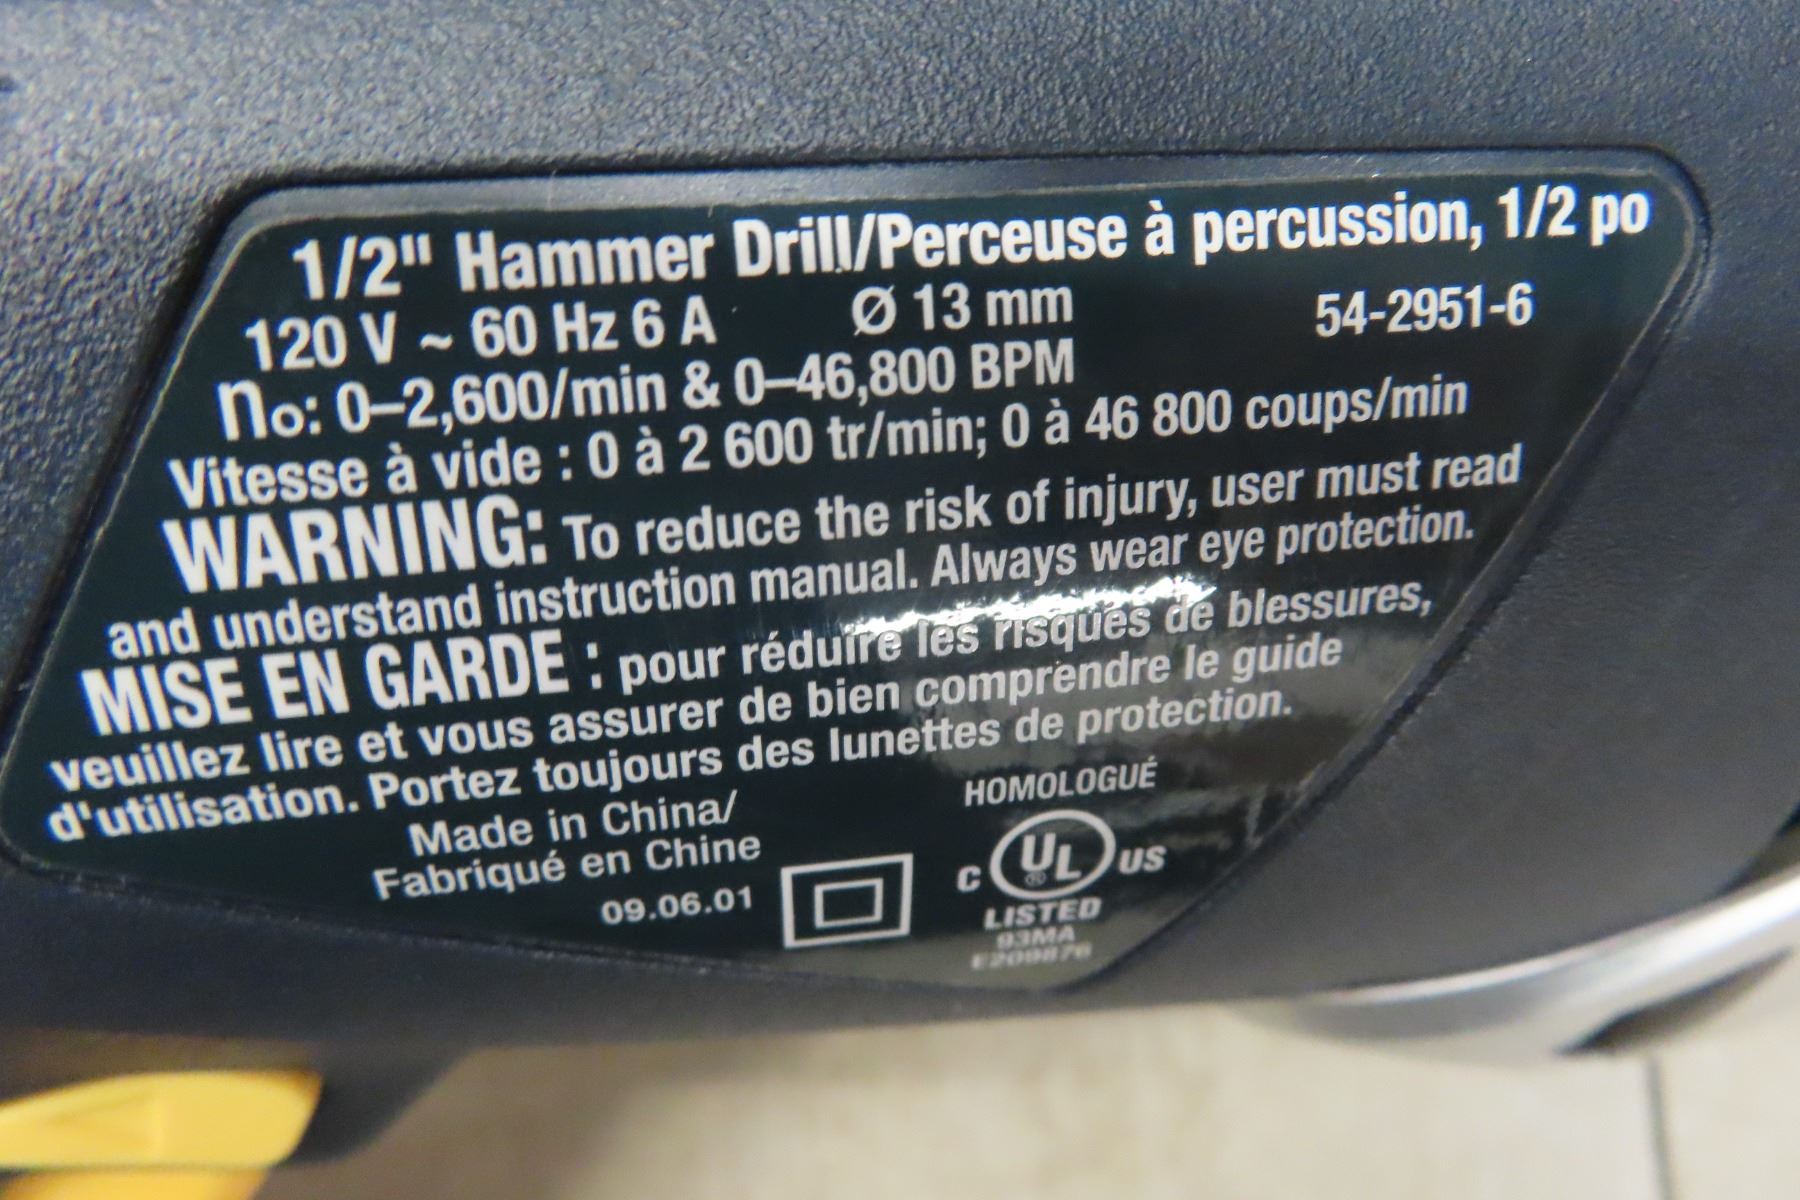 1/2" Hammer Drill/Perceuse à percussion, 1/2 po
120 V ~ 60 Hz 6 A Ø 13 mm 54-2951-6
no: 0–2,600/min & 0–46,800 BPM
Vitesse à vide : 0 à 2 600 tr/min; 0 à 46 800 coups/min
WARNING: To reduce the risk of injury, user must read
and understand instruction manual. Always wear eye protection.
MISE EN GARDE : pour réduire les risques de blessures,
veuillez lire et vous assurer de bien comprendre le guide
d'utilisation. Portez toujours des lunettes de protection.
Made in China/
Fabriqué en Chine
09.06.01
HOMOLOGUÉ
C UL ® US
LISTED
93MA
E209876